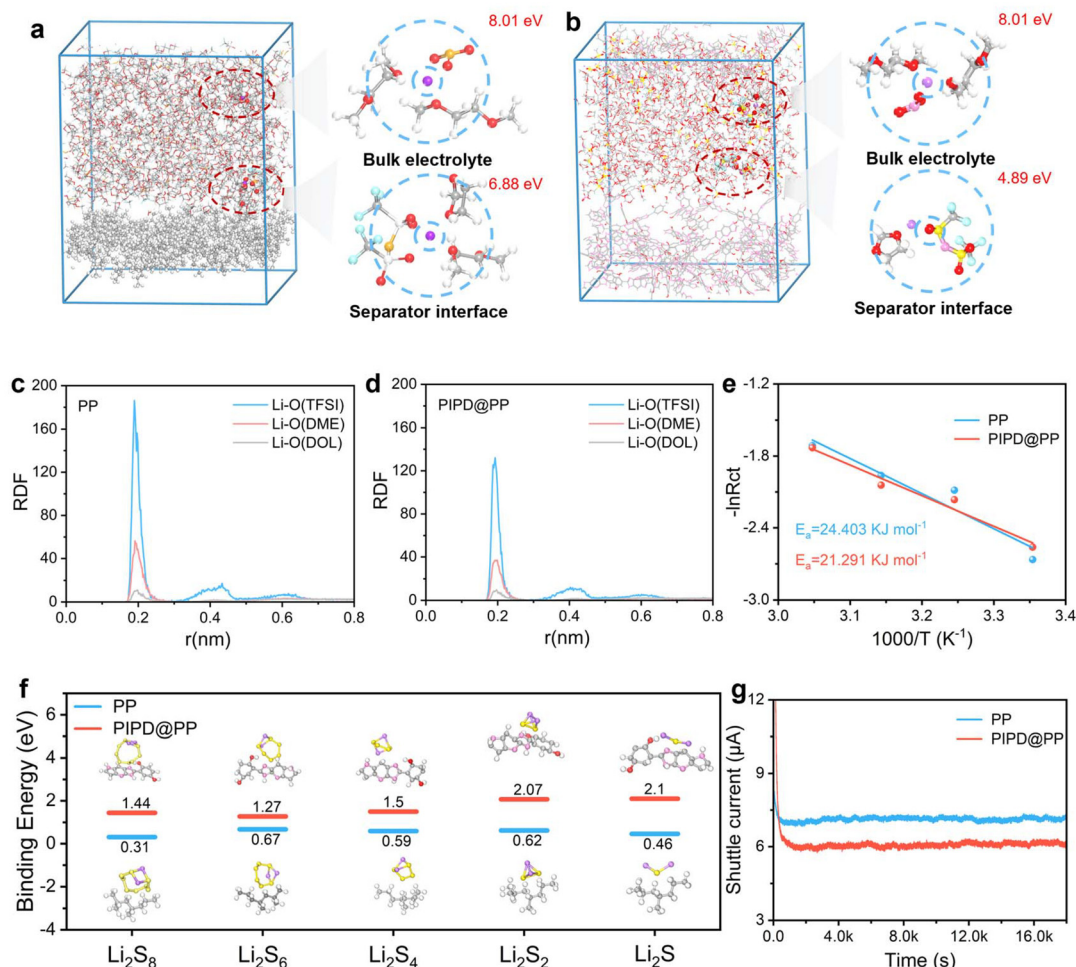 a
8.01 eV
Bulk electrolyte
6.88 eV
Separator interface
b
8.01 eV
Bulk electrolyte
4.89 eV
Separator interface
c
200
160
120
80
40
0
RDF
PP
Li-O(TFSI)
Li-O(DME)
Li-O(DOL)
0.0 0.2 0.4 0.6 0.8
r(nm)
d
200
160
120
80
40
0
RDF
PIPD@PP
Li-O(TFSI)
Li-O(DME)
Li-O(DOL)
0.0 0.2 0.4 0.6 0.8
r(nm)
e
-1.2
-1.8
-2.4
-3.0
-lnRct
PP
PIPD@PP
Eₐ=24.403 KJ mol⁻¹
Eₐ=21.291 KJ mol⁻¹
3.0 3.1 3.2 3.3 3.4
1000/T (K⁻¹)
f
7
6
5
4
3
2
1
0
-1
-2
-3
-4
Binding Energy (eV)
PP
PIPD@PP
1.44 1.27 1.5 2.07 2.1
0.31 0.67 0.59 0.62 0.46
Li₂S₈ Li₂S₆ Li₂S₄ Li₂S₂ Li₂S
g
12
9
6
3
Shuttle current (μA)
PP
PIPD@PP
0.0 4.0k 8.0k 12.0k 16.0k
Time (s)